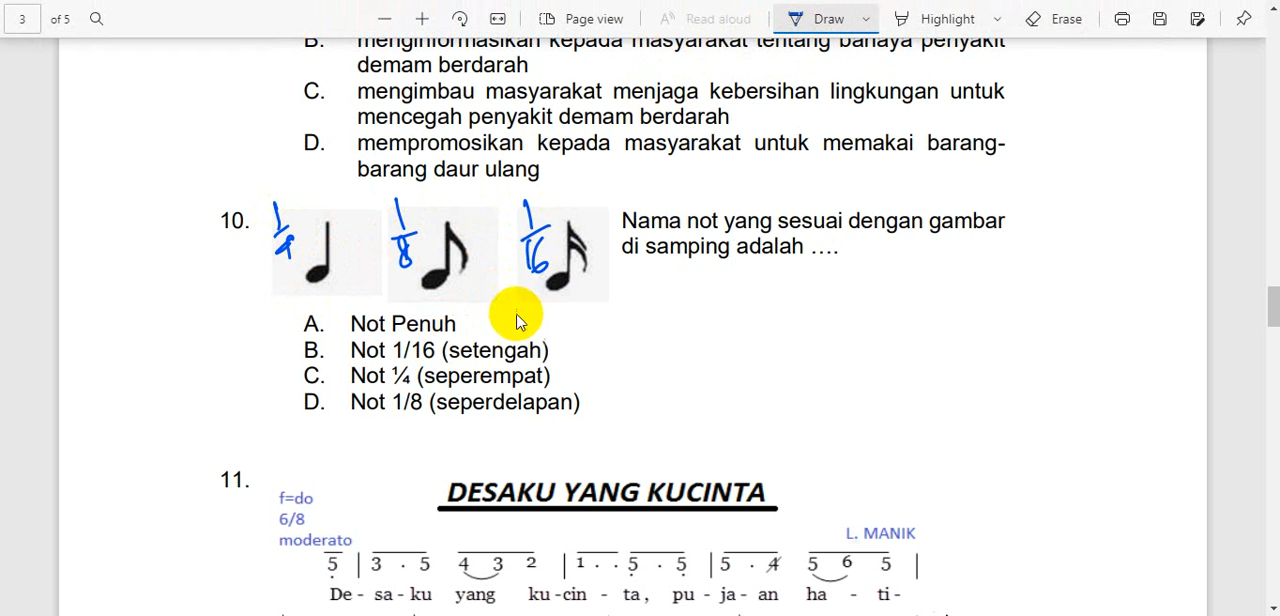 3 of 5 Page view Read aloud Draw Highlight Erase
B. menginformasikan kepada masyarakat tentang bahaya penyakit
demam berdarah
C. mengimbau masyarakat menjaga kebersihan lingkungan untuk
mencegah penyakit demam berdarah
D. mempromosikan kepada masyarakat untuk memakai barang-
barang daur ulang
10. 1/4 1/8 1/16 Nama not yang sesuai dengan gambar
di samping adalah ....
A. Not Penuh
B. Not 1/16 (setengah)
C. Not ¼ (seperempat)
D. Not 1/8 (seperdelapan)
11. DESAKU YANG KUCINTA
f=do
6/8
moderato L. MANIK
5 | 3 . 5 4 3 2 | 1 . . 5 . 5 | 5 . 4 5 6 5 |
De - sa - ku yang ku - cin - ta, pu - ja - an ha - ti -